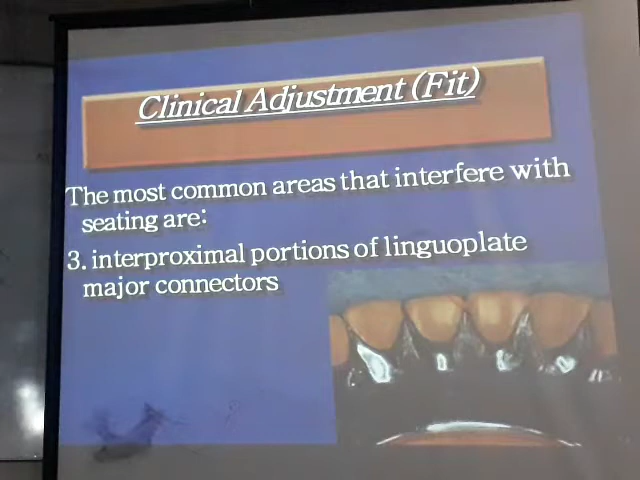 Clinical Adjustment (Fit)
The most common areas that interfere with
seating are:
3. interproximal portions of linguoplate
major connectors